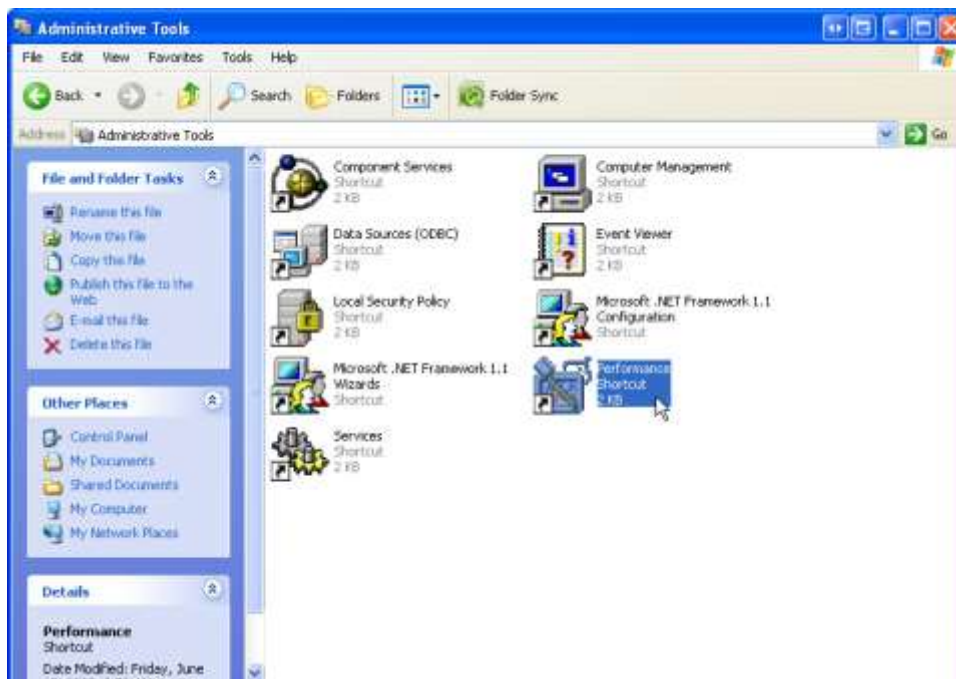 Administrative Tools
File Edit View Favorites Tools Help
Back Search Folders Folder Sync
Address Administrative Tools Go
File and Folder Tasks
Rename this file
Move this file
Copy this file
Publish this file to the
Web
E-mail this file
Delete this file
Other Places
Control Panel
My Documents
Shared Documents
My Computer
My Network Places
Details
Performance
Shortcut
Date Modified: Friday, June
Component Services
Shortcut
2 KB
Computer Management
Shortcut
2 KB
Data Sources (ODBC)
Shortcut
2 KB
Event Viewer
Shortcut
2 KB
Local Security Policy
Shortcut
2 KB
Microsoft .NET Framework 1.1
Configuration
Shortcut
Microsoft .NET Framework 1.1
Wizards
Shortcut
Performance
Shortcut
2 KB
Services
Shortcut
2 KB